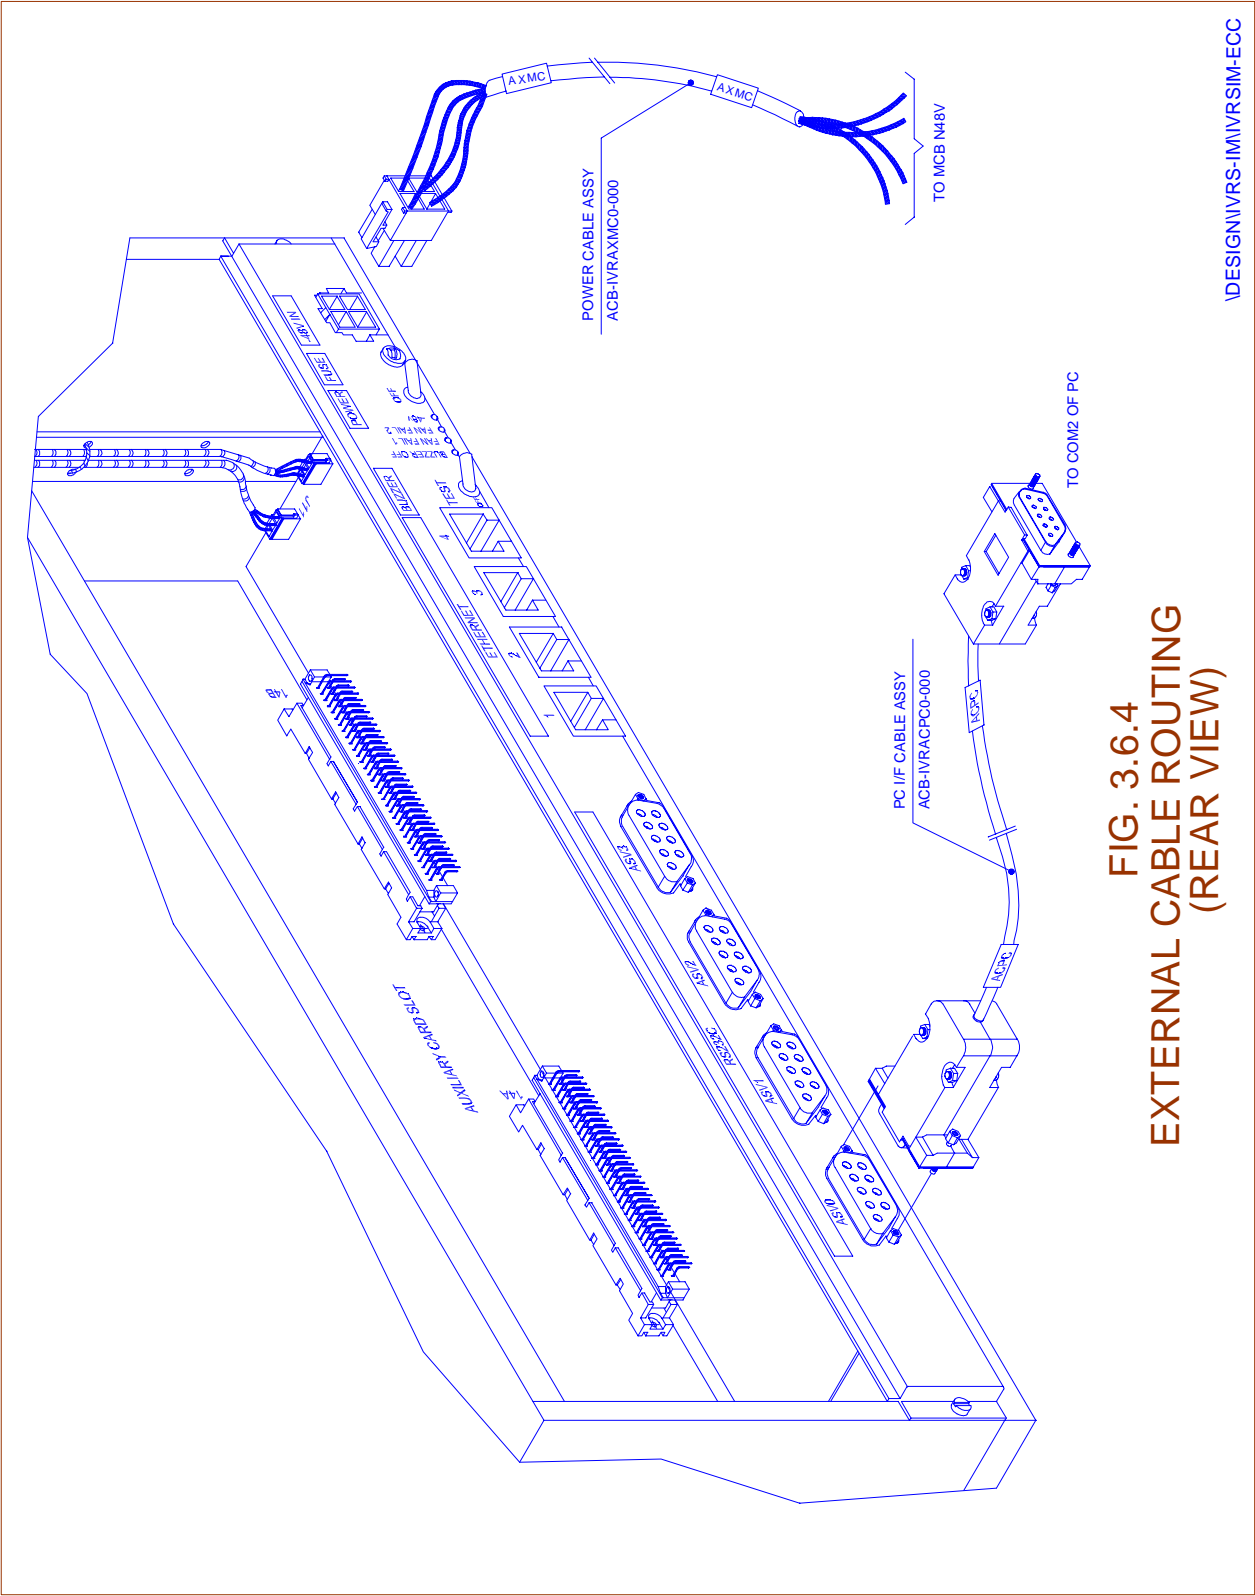 AXMC
AXMC
POWER CABLE ASSY
ACB-IVRAXMC0-000
TO MCB N48V
-48V IN
FUSE
POWER
OFF
-48V
FAN FAIL 2
FAN FAIL 1
BUZZER OFF
BUZZER
TEST
J111
ETHERNET
4
3
2
1
14B
AUXILIARY CARD SLOT
14A
ASV3
ASV2
RS232C
ASV1
ASV0
TO COM2 OF PC
ACPC
PC I/F CABLE ASSY
ACB-IVRACPC0-000
ACPC
FIG. 3.6.4
EXTERNAL CABLE ROUTING
(REAR VIEW)
\DESIGN\IVRS-IM\IVRSIM-ECC